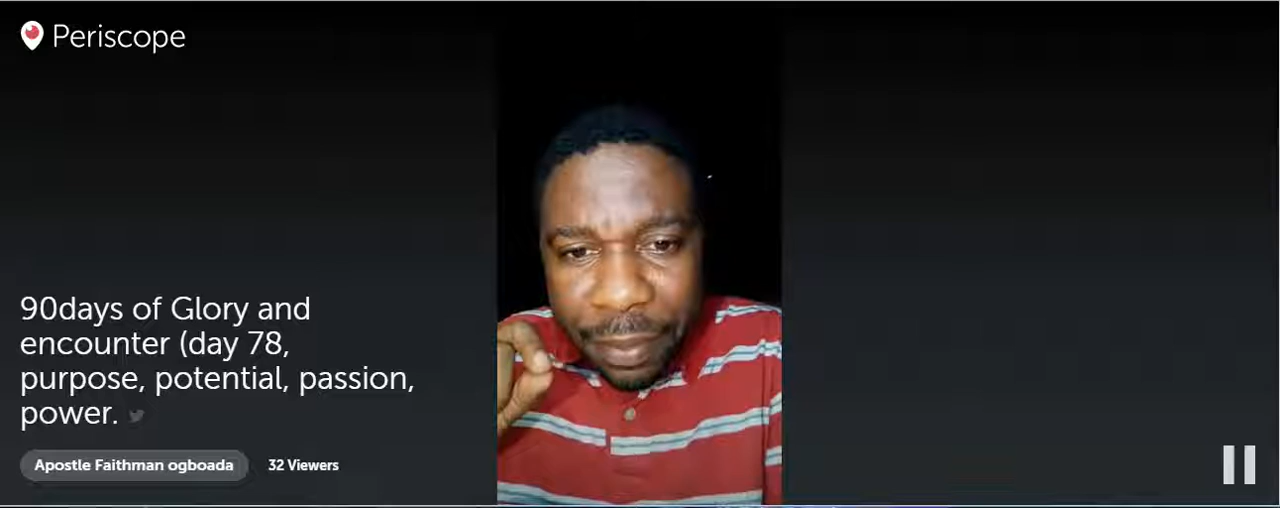 Periscope
90days of Glory and
encounter (day 78,
purpose, potential, passion,
power.
Apostle Faithman ogboada
32 Viewers